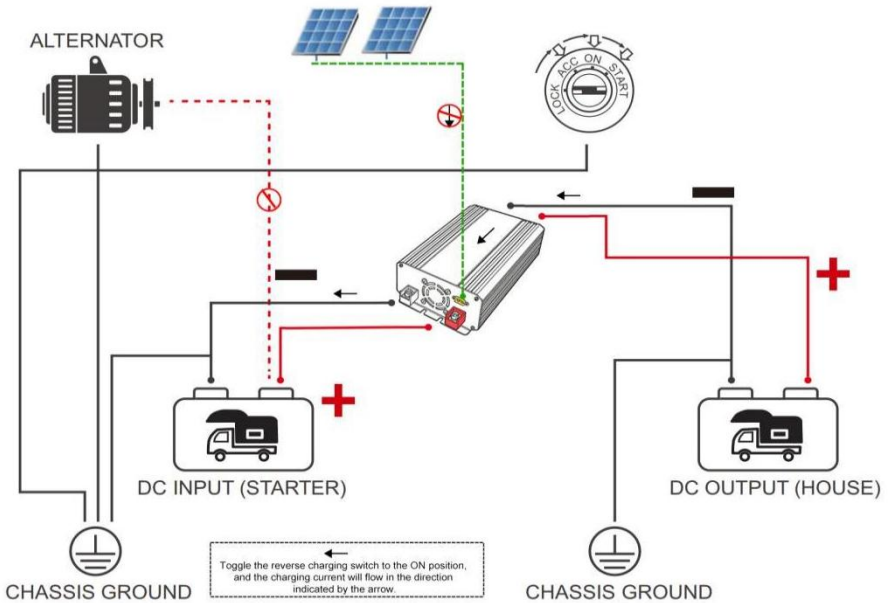 ALTERNATOR
LOCK ACC ON START
DC INPUT (STARTER)
DC OUTPUT (HOUSE)
CHASSIS GROUND
Toggle the reverse charging switch to the ON position,
and the charging current will flow in the direction
indicated by the arrow.
CHASSIS GROUND